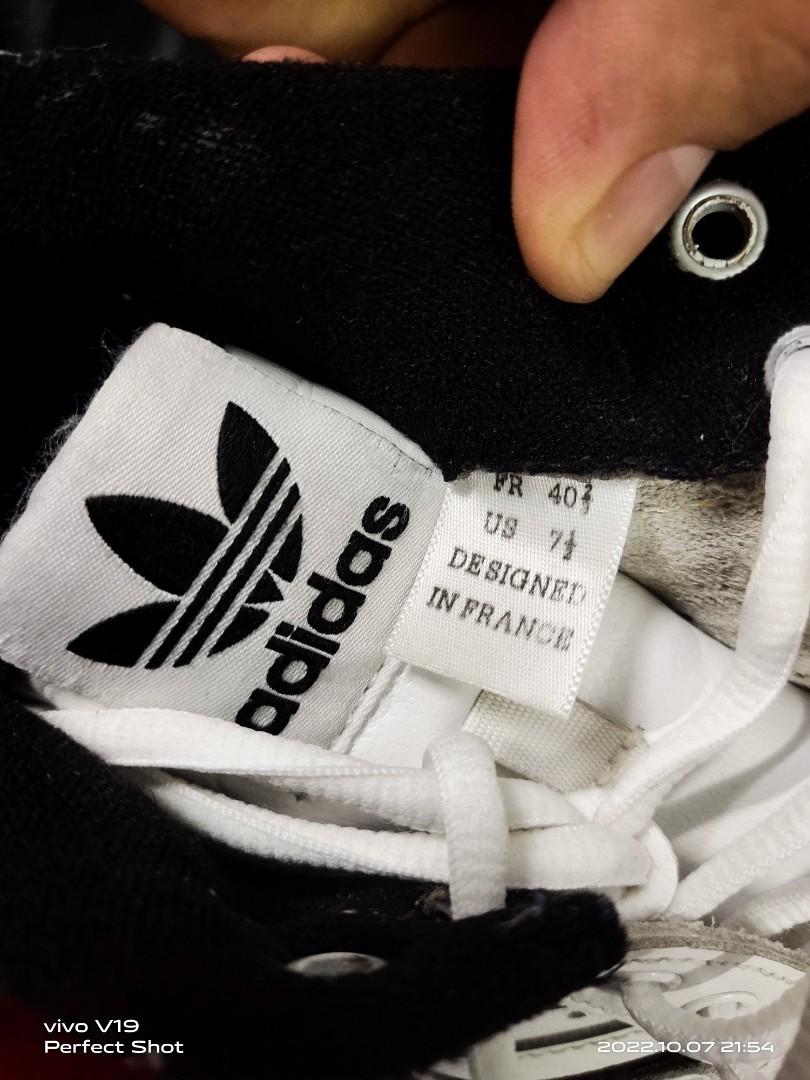 adidas
FR 40⅔
US 7½
DESIGNED
IN FRANCE
vivo V19
Perfect Shot
2022.10.07 21:54